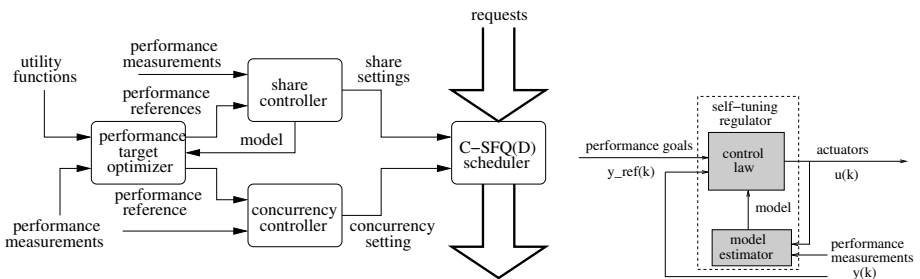 requests
performance
measurements
utility
functions
share
settings
share
controller
performance
references
model
performance
target
optimizer
C-SFQ(D)
scheduler
performance
reference
performance
measurements
concurrency
controller
concurrency
setting
self-tuning
regulator
performance goals
y_ref(k)
control
law
actuators
u(k)
model
model
estimator
performance
measurements
y(k)